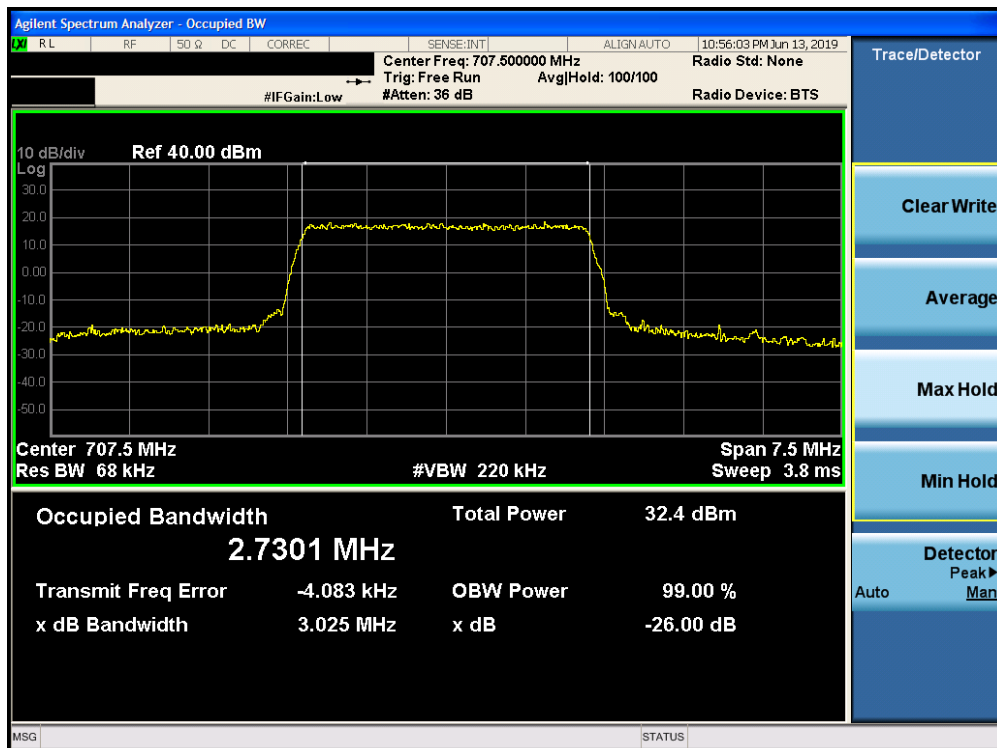 Agilent Spectrum Analyzer - Occupied BW
LXI RL RF 50 Ω DC CORREC SENSE:INT ALIGN AUTO 10:56:03 PM Jun 13, 2019
Center Freq: 707.500000 MHz Radio Std: None
Trig: Free Run Avg|Hold: 100/100
#IFGain:Low #Atten: 36 dB Radio Device: BTS
10 dB/div Ref 40.00 dBm
Log
30.0
20.0
10.0
0.00
-10.0
-20.0
-30.0
-40.0
-50.0
Center 707.5 MHz Span 7.5 MHz
Res BW 68 kHz #VBW 220 kHz Sweep 3.8 ms
Occupied Bandwidth Total Power 32.4 dBm
2.7301 MHz
Transmit Freq Error -4.083 kHz OBW Power 99.00 %
x dB Bandwidth 3.025 MHz x dB -26.00 dB
MSG STATUS
Trace/Detector
Clear Write
Average
Max Hold
Min Hold
Detector
Peak▶
Auto Man